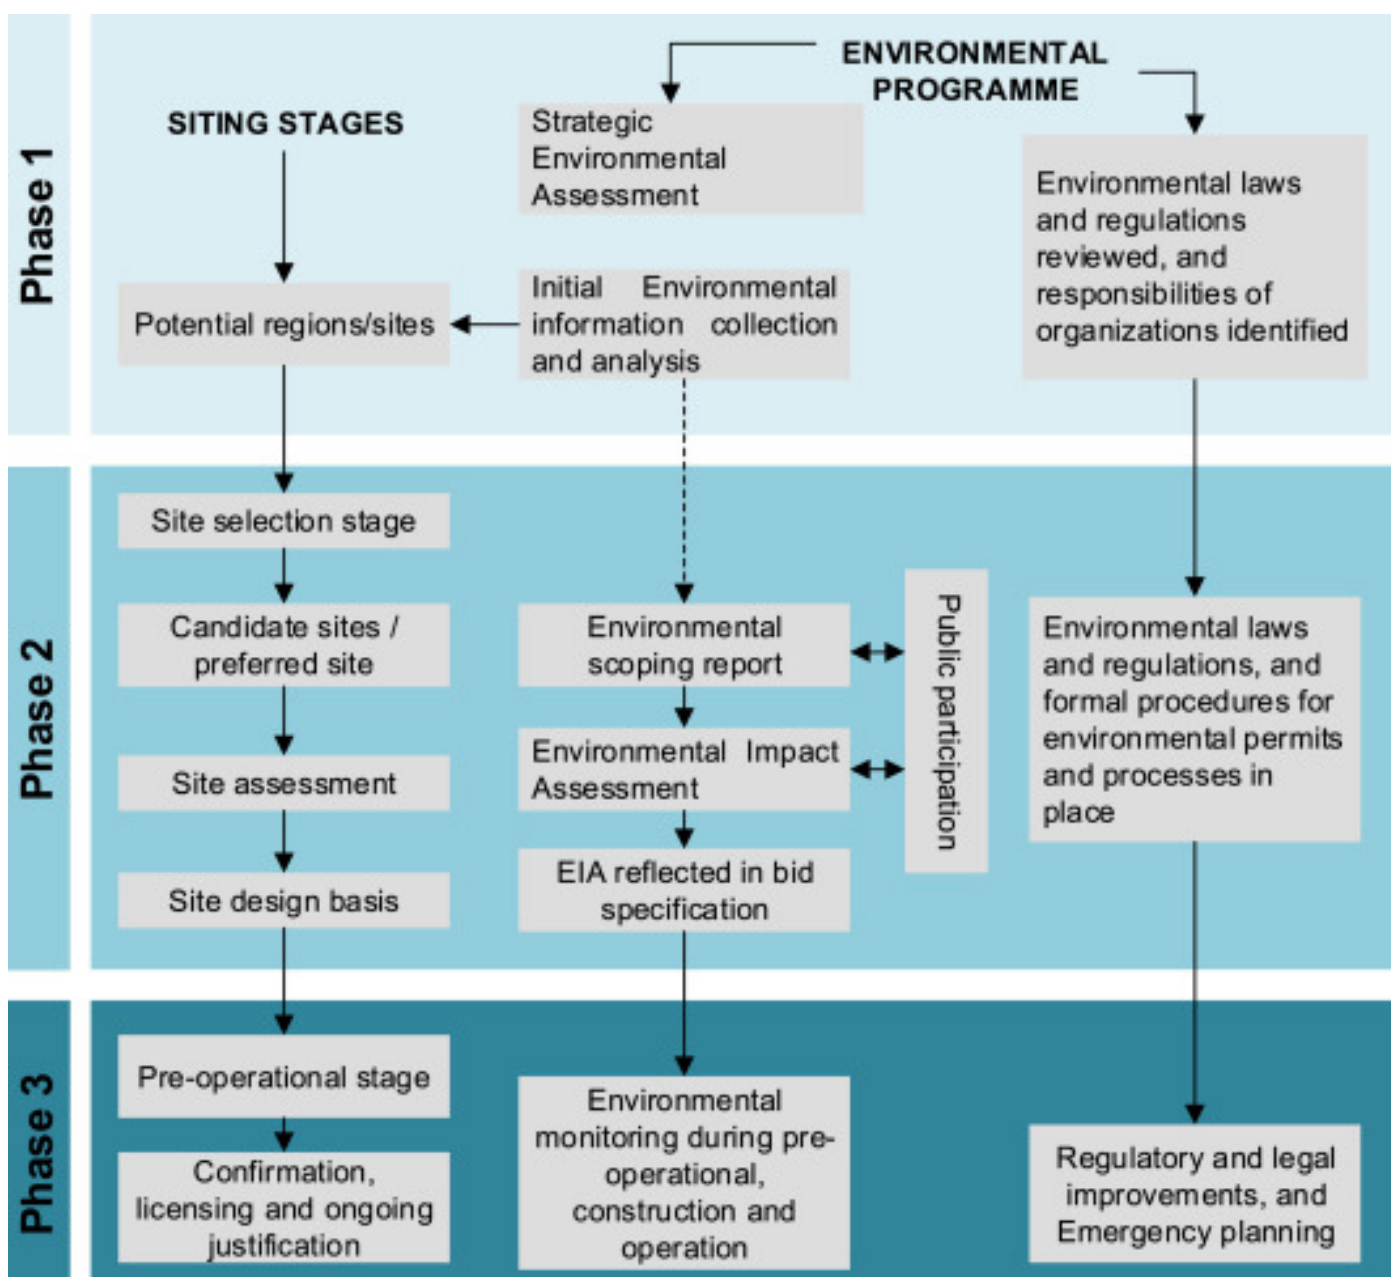 Phase 1
SITING STAGES
Potential regions/sites
ENVIRONMENTAL
PROGRAMME
Strategic
Environmental
Assessment
Initial Environmental
information collection
and analysis
Environmental laws
and regulations
reviewed, and
responsibilities of
organizations identified
Phase 2
Site selection stage
Candidate sites /
preferred site
Site assessment
Site design basis
Environmental
scoping report
Environmental Impact
Assessment
EIA reflected in bid
specification
Public participation
Environmental laws
and regulations, and
formal procedures for
environmental permits
and processes in
place
Phase 3
Pre-operational stage
Confirmation,
licensing and ongoing
justification
Environmental
monitoring during pre-
operational,
construction and
operation
Regulatory and legal
improvements, and
Emergency planning